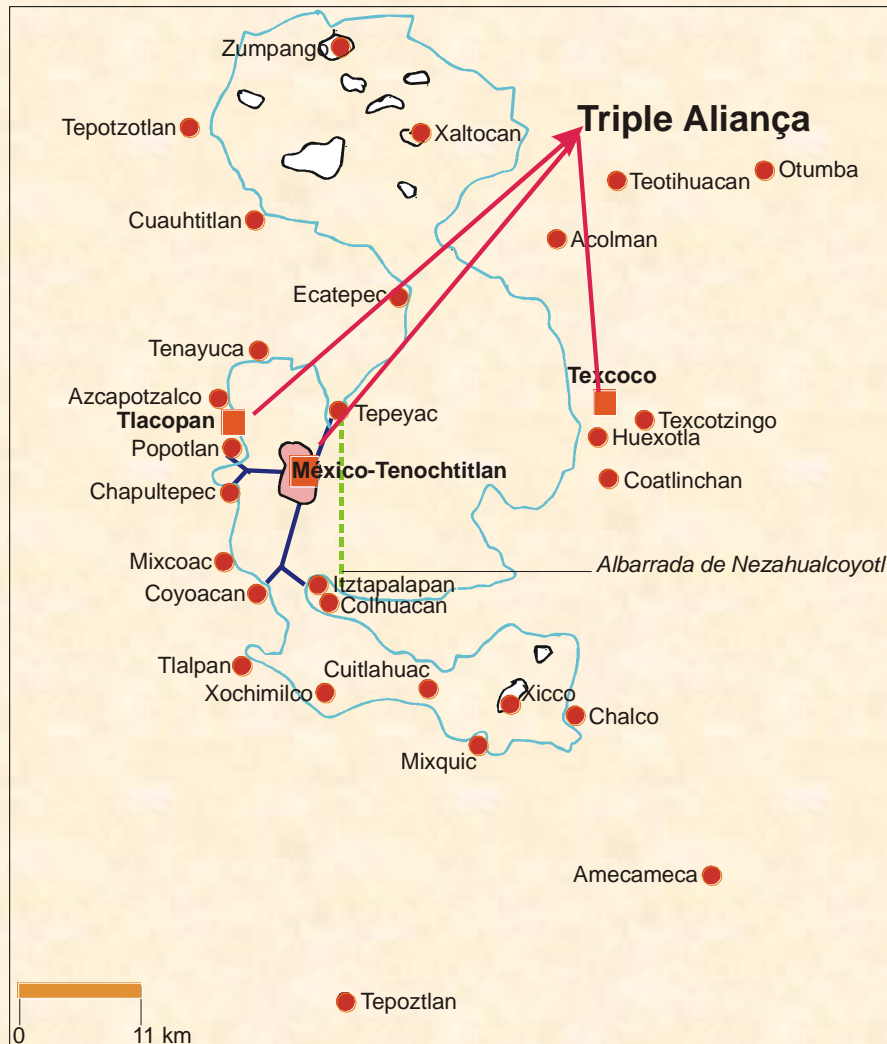 Zumpango
Tepotzotlan
Xaltocan
Triple Aliança
Teotihuacan
Otumba
Cuauhtitlan
Acolman
Ecatepec
Tenayuca
Texcoco
Azcapotzalco
Tlacopan
Tepeyac
Texcotzingo
Popotlan
Huexotla
México-Tenochtitlan
Chapultepec
Coatlinchan
Mixcoac
Albarrada de Nezahualcoyotl
Coyoacan
Itztapalapan
Colhuacan
Tlalpan
Cuitlahuac
Xochimilco
Xicco
Chalco
Mixquic
Amecameca
Tepoztlan
0 11 km